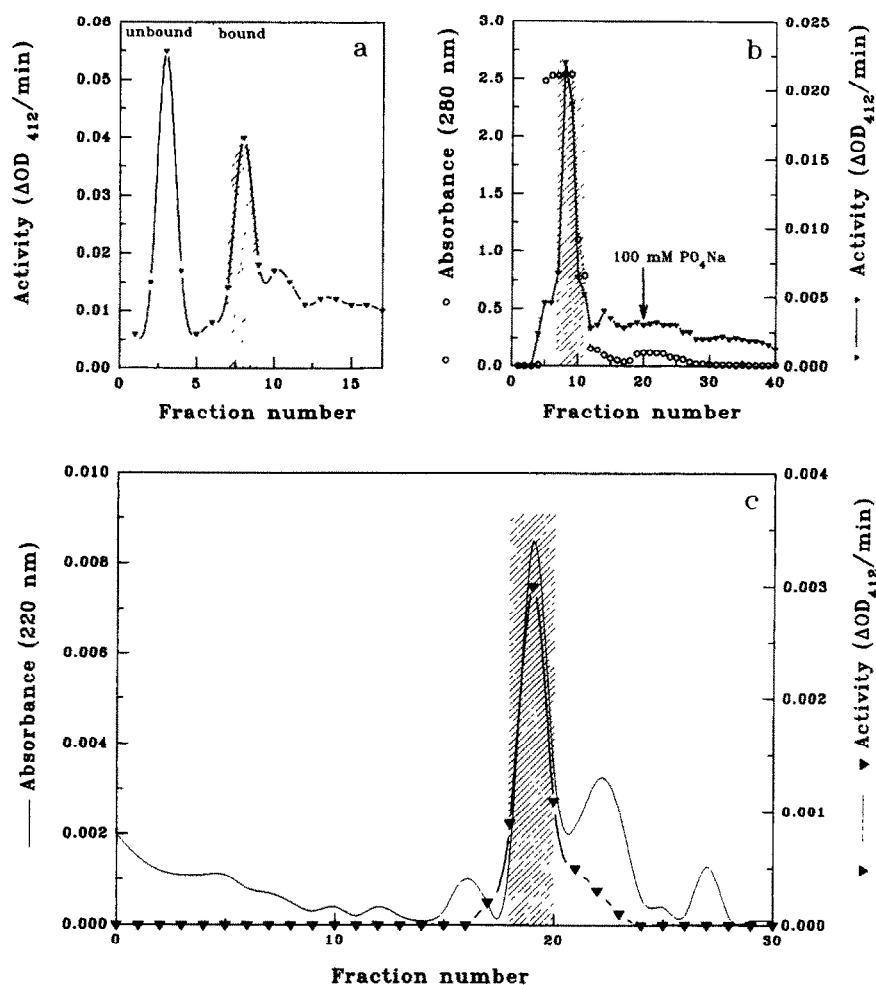 unbound bound a
0.06
0.05
0.04
0.03
0.02
0.01
0.00
Activity (ΔOD 412/min)
1 5 10 15
Fraction number
b
3.0
2.5
2.0
1.5
1.0
0.5
0.0
Absorbance (280 nm)
100 mM PO4Na
0.025
0.020
0.015
0.010
0.005
0.000
Activity (ΔOD412/min)
1 10 20 30 40
Fraction number
c
0.010
0.008
0.006
0.004
0.002
0.000
Absorbance (220 nm)
0.004
0.003
0.002
0.001
0.000
Activity (ΔOD412/min)
0 10 20 30
Fraction number